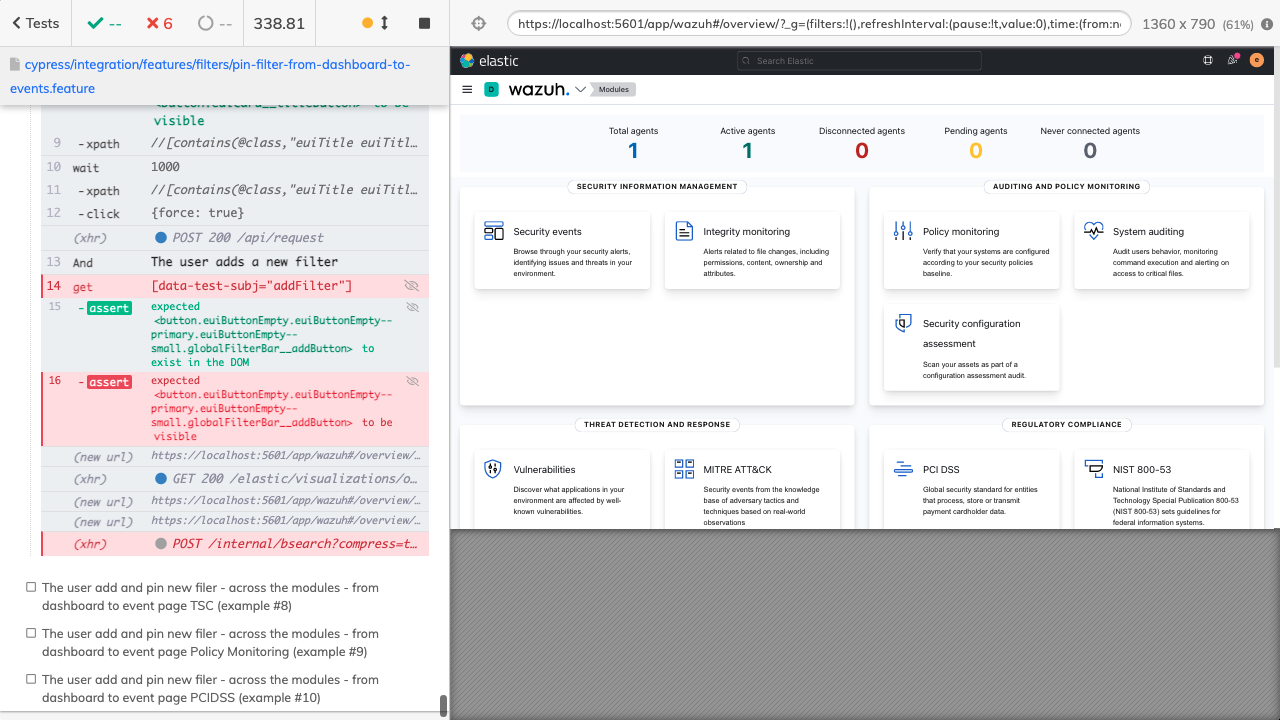 Tests
--
6
--
338.81
https://localhost:5601/app/wazuh#/overview/?_g=(filters:!(),refreshInterval:(pause:!t,value:0),time:(from:n
1360 x 790 (61%)
cypress/integration/features/filters/pin-filter-from-dashboard-to-
events.feature
visible
9 -xpath //[contains(@class,"euiTitle euiTitl...
10 wait 1000
11 -xpath //[contains(@class,"euiTitle euiTitl...
12 -click {force: true}
(xhr) POST 200 /api/request
13 And The user adds a new filter
14 get [data-test-subj="addFilter"]
15 -assert expected
<button.euiButtonEmpty.euiButtonEmpty--
primary.euiButtonEmpty--
small.globalFilterBar__addButton> to
exist in the DOM
16 -assert expected
<button.euiButtonEmpty.euiButtonEmpty--
primary.euiButtonEmpty--
small.globalFilterBar__addButton> to be
visible
(new url) https://localhost:5601/app/wazuh#/overview/...
(xhr) GET 200 /elastic/visualizations/o...
(new url) https://localhost:5601/app/wazuh#/overview/...
(new url) https://localhost:5601/app/wazuh#/overview/...
(xhr) POST /internal/bsearch?compress=t...
The user add and pin new filer - across the modules - from
dashboard to event page TSC (example #8)
The user add and pin new filer - across the modules - from
dashboard to event page Policy Monitoring (example #9)
The user add and pin new filer - across the modules - from
dashboard to event page PCIDSS (example #10)
elastic
Search Elastic
e
D
wazuh.
Modules
Total agents
1
Active agents
1
Disconnected agents
0
Pending agents
0
Never connected agents
0
SECURITY INFORMATION MANAGEMENT
Security events
Browse through your security alerts,
identifying issues and threats in your
environment.
Integrity monitoring
Alerts related to file changes, including
permissions, content, ownership and
attributes.
AUDITING AND POLICY MONITORING
Policy monitoring
Verify that your systems are configured
according to your security policies
baseline.
System auditing
Audit users behavior, monitoring
command execution and alerting on
access to critical files.
Security configuration
assessment
Scan your assets as part of a
configuration assessment audit.
THREAT DETECTION AND RESPONSE
Vulnerabilities
Discover what applications in your
environment are affected by well-
known vulnerabilities.
MITRE ATT&CK
Security events from the knowledge
base of adversary tactics and
techniques based on real-world
observations
REGULATORY COMPLIANCE
PCI DSS
Global security standard for entities
that process, store or transmit
payment cardholder data.
NIST 800-53
National Institute of Standards and
Technology Special Publication 800-53
(NIST 800-53) sets guidelines for
federal information systems.